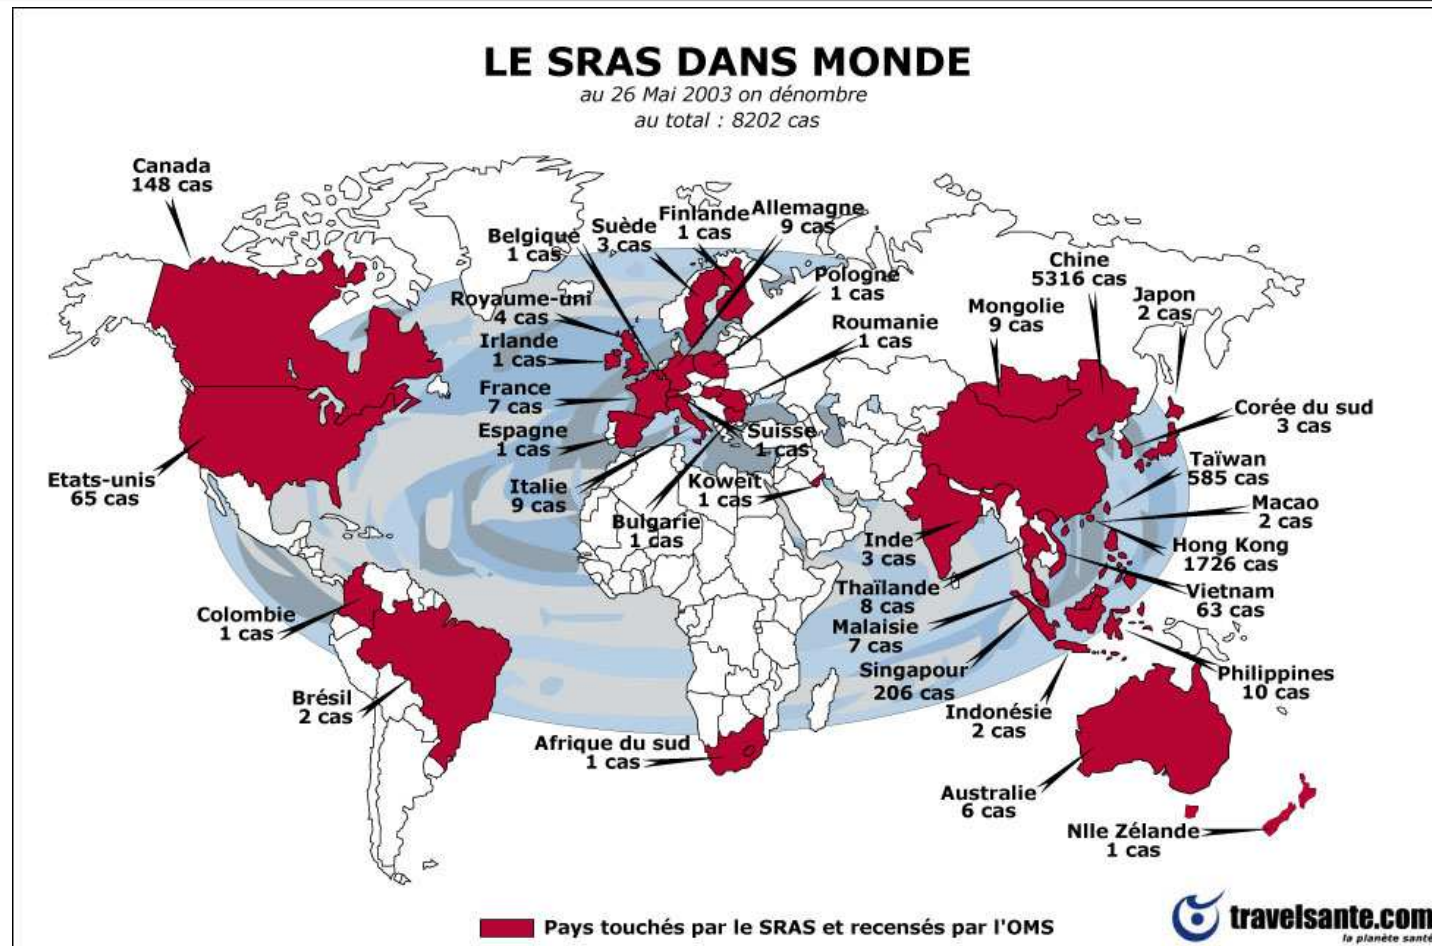 LE SRAS DANS MONDE
au 26 Mai 2003 on dénombre
au total : 8202 cas
Canada
148 cas
Belgique
1 cas
Suède
3 cas
Finlande
1 cas
Allemagne
9 cas
Pologne
1 cas
Chine
5316 cas
Mongolie
9 cas
Japon
2 cas
Royaume-uni
4 cas
Irlande
1 cas
Roumanie
1 cas
France
7 cas
Espagne
1 cas
Suisse
1 cas
Corée du sud
3 cas
Etats-unis
65 cas
Italie
9 cas
Koweit
1 cas
Taïwan
585 cas
Bulgarie
1 cas
Macao
2 cas
Inde
3 cas
Hong Kong
1726 cas
Thaïlande
8 cas
Vietnam
63 cas
Colombie
1 cas
Malaisie
7 cas
Singapour
206 cas
Philippines
10 cas
Brésil
2 cas
Indonésie
2 cas
Afrique du sud
1 cas
Australie
6 cas
Nlle Zélande
1 cas
Pays touchés par le SRAS et recensés par l'OMS
travelsante.com
la planète santé